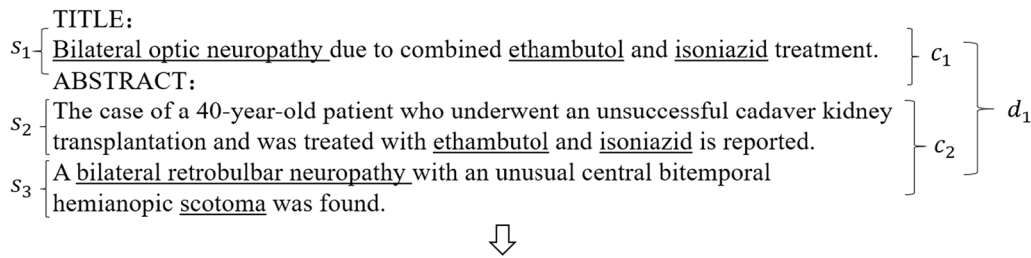 TITLE：
s₁ Bilateral optic neuropathy due to combined ethambutol and isoniazid treatment. c₁
ABSTRACT：
d₁
The case of a 40-year-old patient who underwent an unsuccessful cadaver kidney
s₂
transplantation and was treated with ethambutol and isoniazid is reported.
c₂
A bilateral retrobulbar neuropathy with an unusual central bitemporal
s₃
hemianopic scotoma was found.